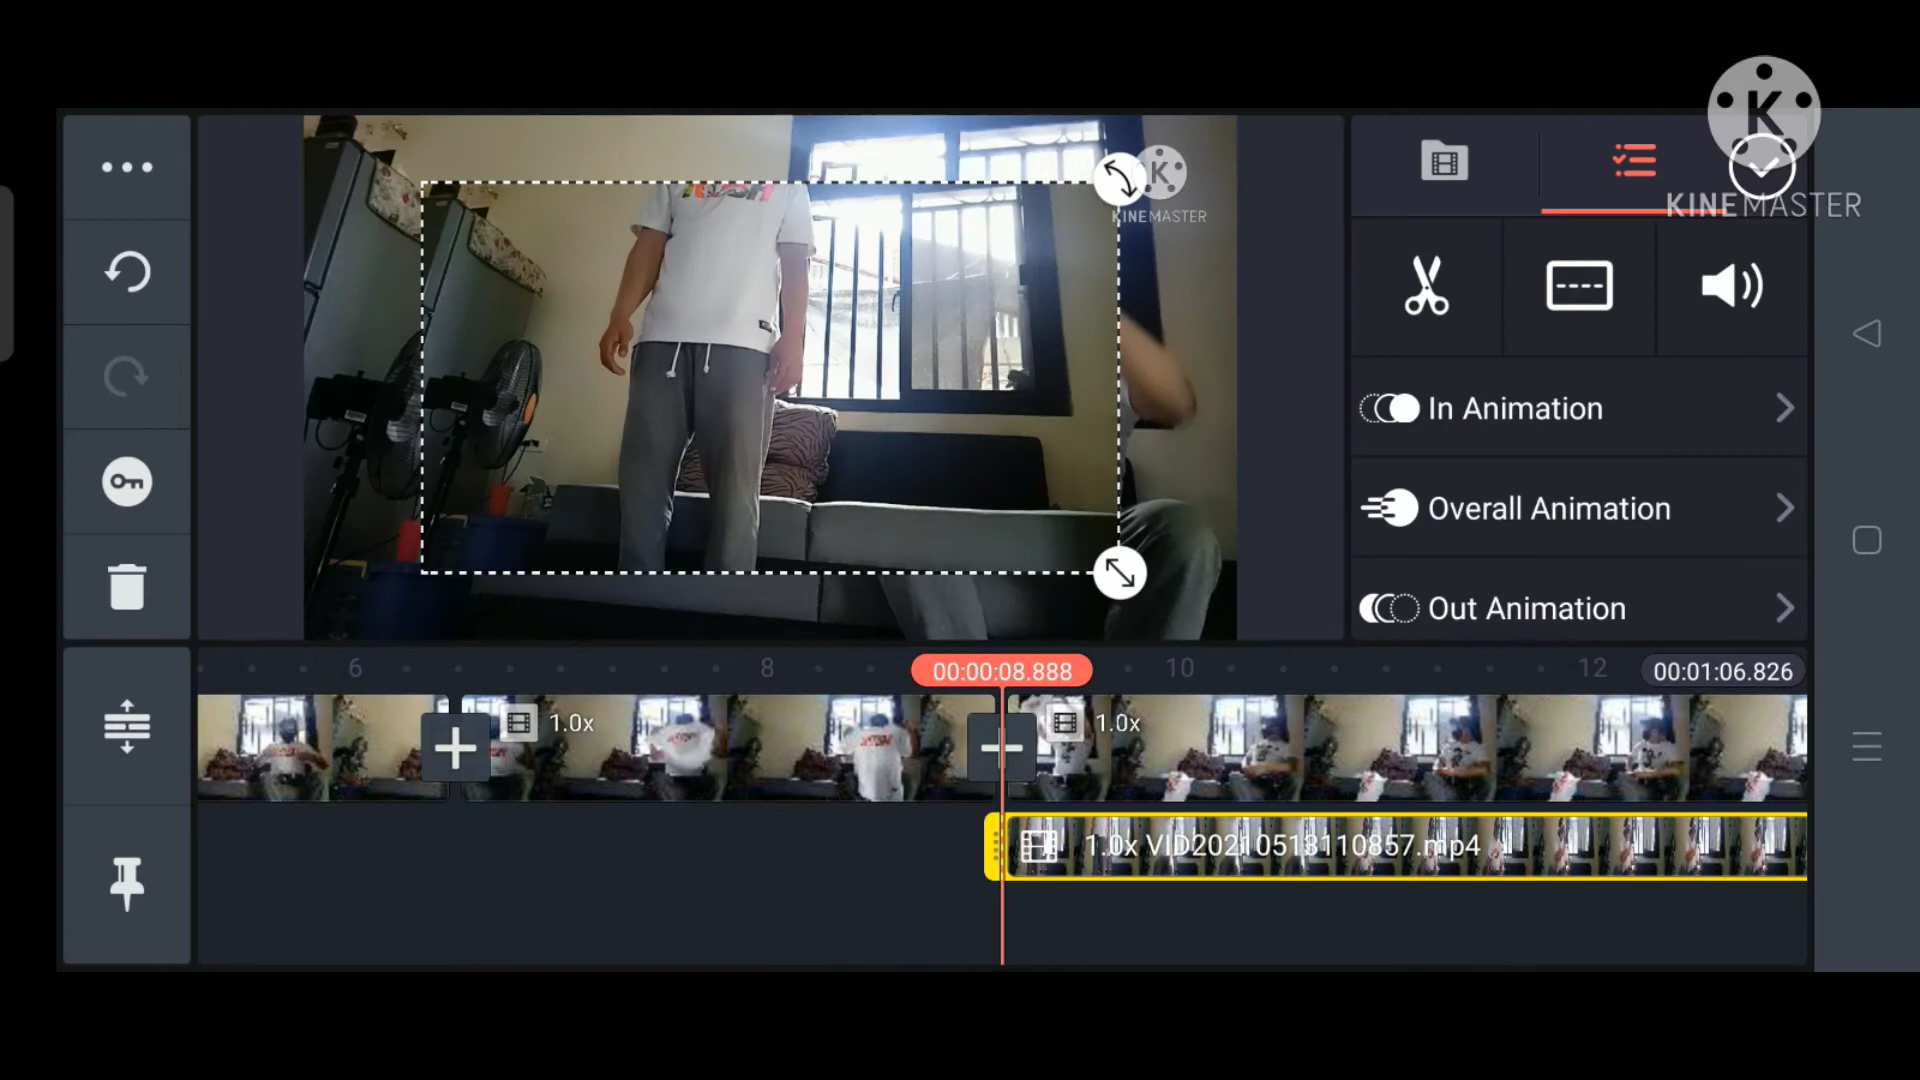 K
KINEMASTER
K
KINEMASTER
In Animation
Overall Animation
Out Animation
6
8
00:00:08.888
10
12
00:01:06.826
1.0x
1.0x
1.0x VID20210513110857.mp4